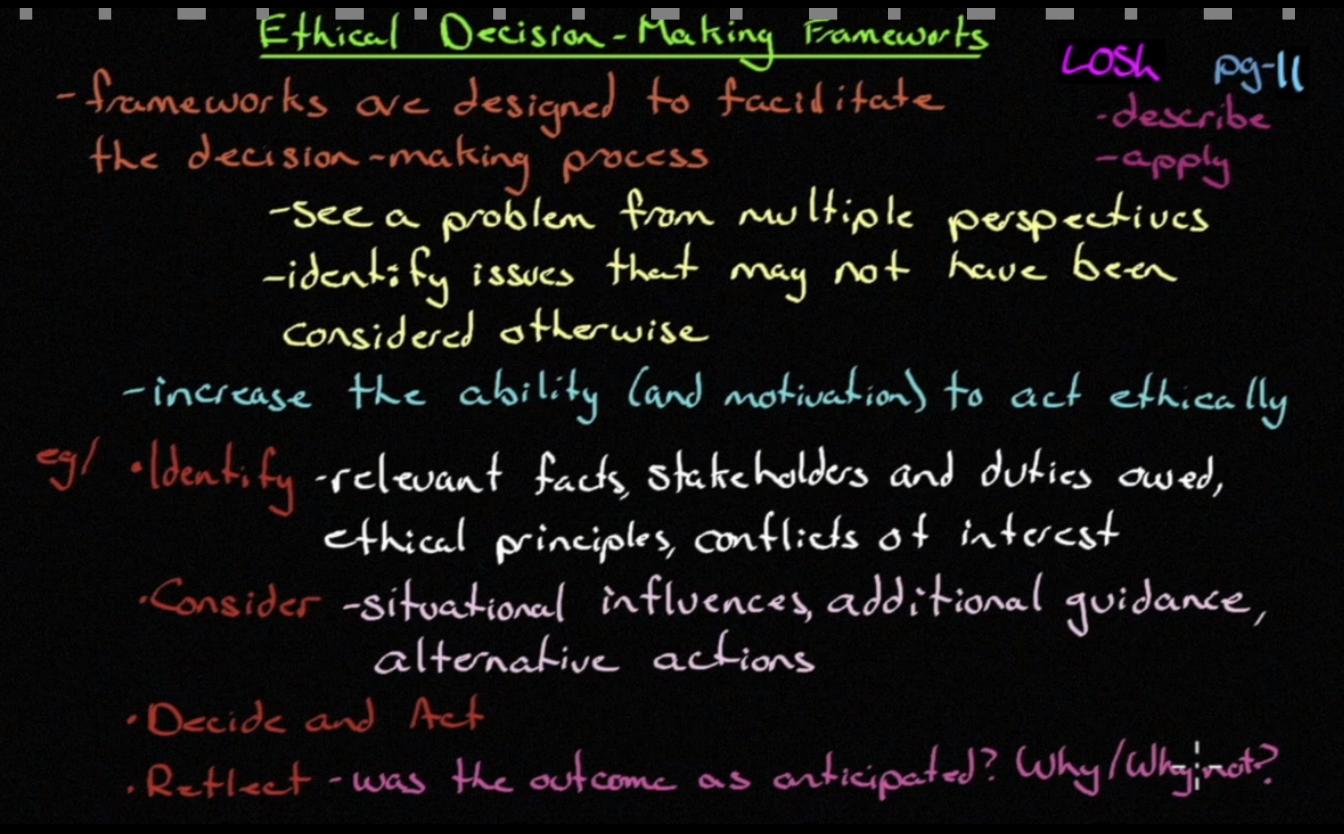 Ethical Decision-Making Frameworks
LOSh pg-11
-frameworks are designed to facilitate
-describe
the decision-making process
-apply
-see a problem from multiple perspectives
-identify issues that may not have been
considered otherwise
-increase the ability (and motivation) to act ethically
eg/ •Identify -relevant facts, stakeholders and duties owed,
ethical principles, conflicts of interest
•Consider -situational influences, additional guidance,
alternative actions
•Decide and Act
•Reflect -was the outcome as anticipated? Why/Why not?